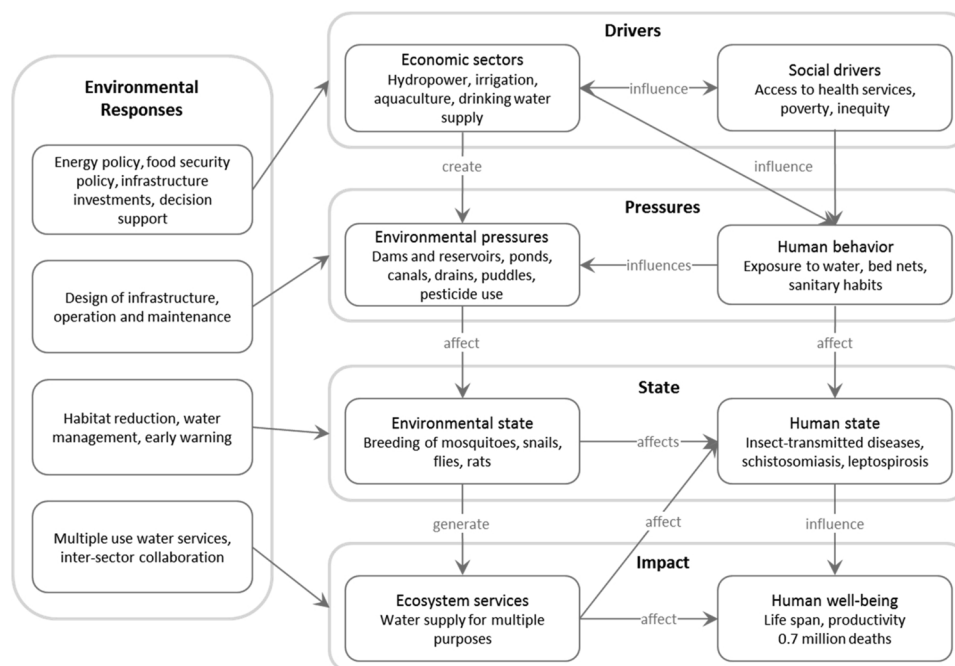 Environmental
Responses
Energy policy, food security
policy, infrastructure
investments, decision
support
Design of infrastructure,
operation and maintenance
Habitat reduction, water
management, early warning
Multiple use water services,
inter-sector collaboration
Drivers
Economic sectors
Hydropower, irrigation,
aquaculture, drinking water
supply
influence
Social drivers
Access to health services,
poverty, inequity
create
influence
Pressures
Environmental pressures
Dams and reservoirs, ponds,
canals, drains, puddles,
pesticide use
influences
Human behavior
Exposure to water, bed nets,
sanitary habits
affect
affect
State
Environmental state
Breeding of mosquitoes, snails,
flies, rats
affects
Human state
Insect-transmitted diseases,
schistosomiasis, leptospirosis
generate
affect
influence
Impact
Ecosystem services
Water supply for multiple
purposes
affect
Human well-being
Life span, productivity
0.7 million deaths